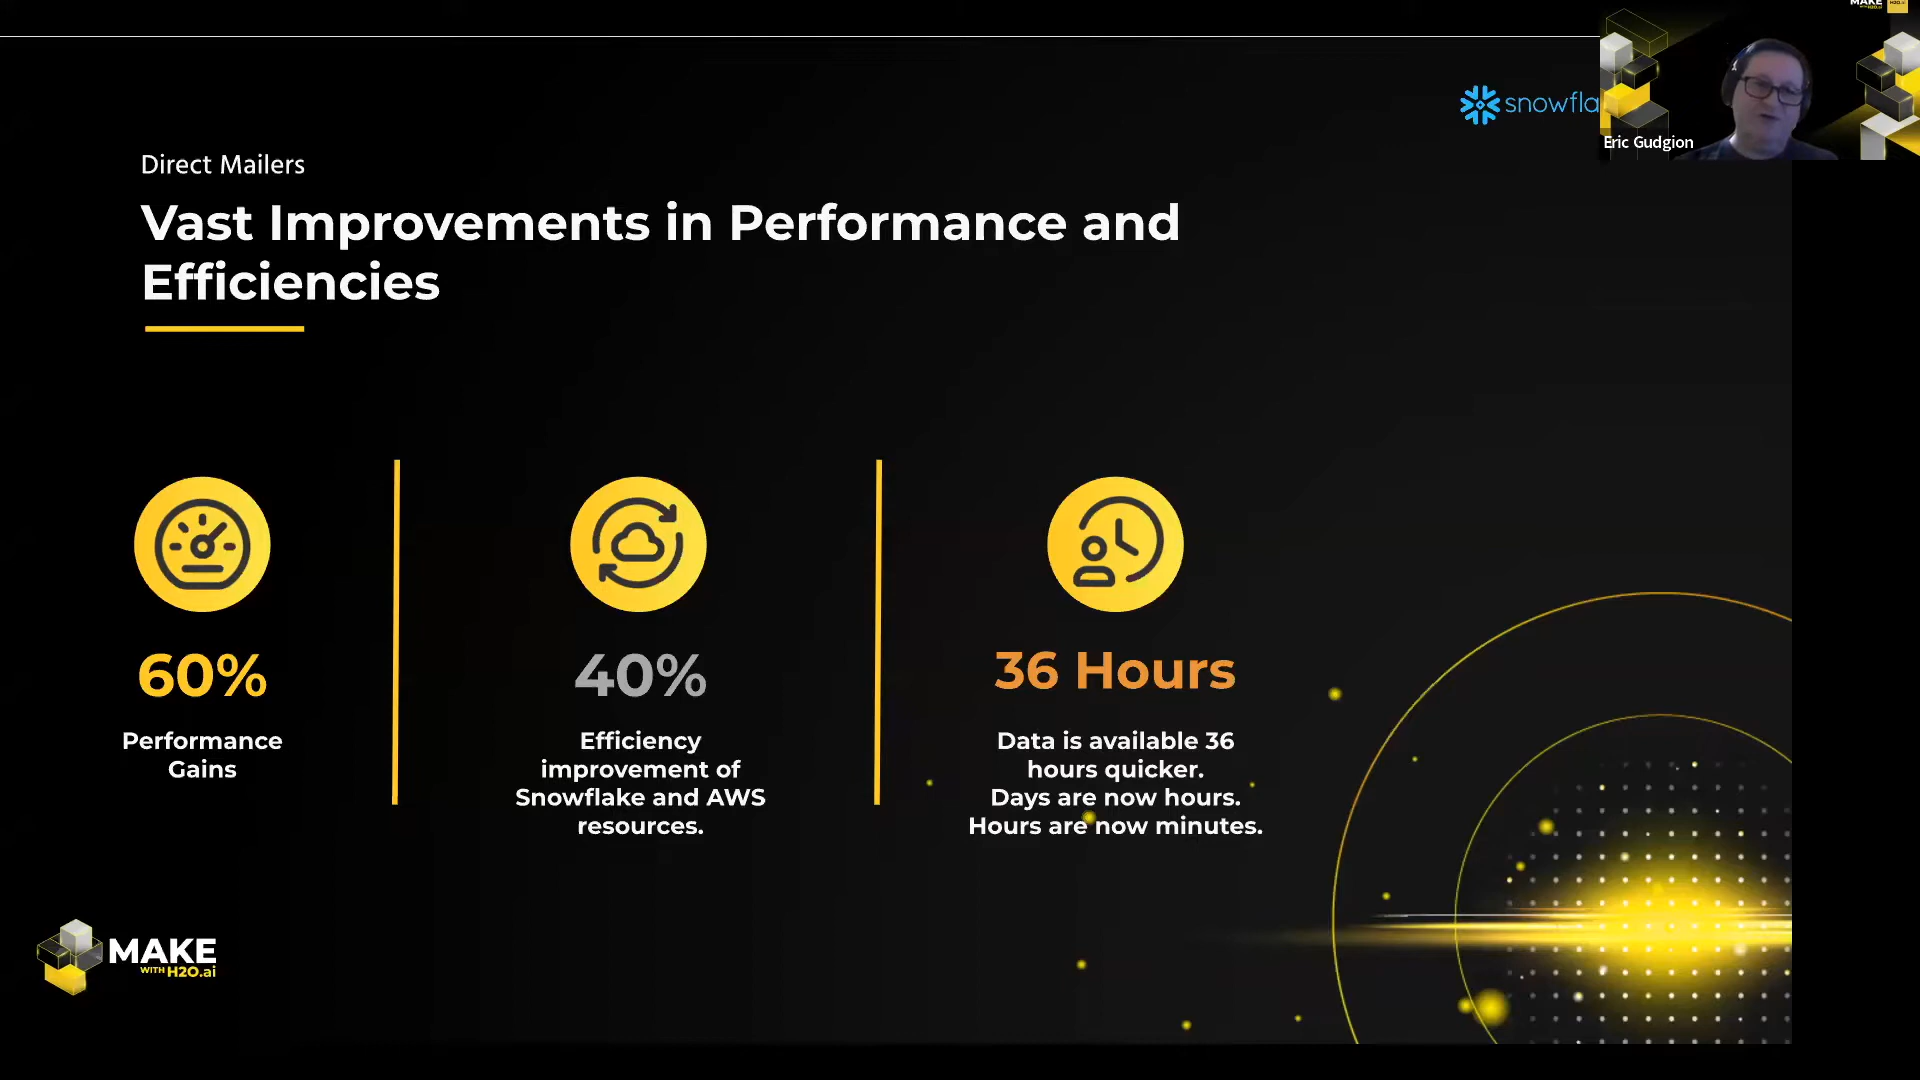 MAKE
snowfla
Eric Gudgion
Direct Mailers
Vast Improvements in Performance and
Efficiencies
60%
Performance
Gains
40%
Efficiency
improvement of
Snowflake and AWS
resources.
36 Hours
Data is available 36
hours quicker.
Days are now hours.
Hours are now minutes.
MAKE
WITH H2O.ai